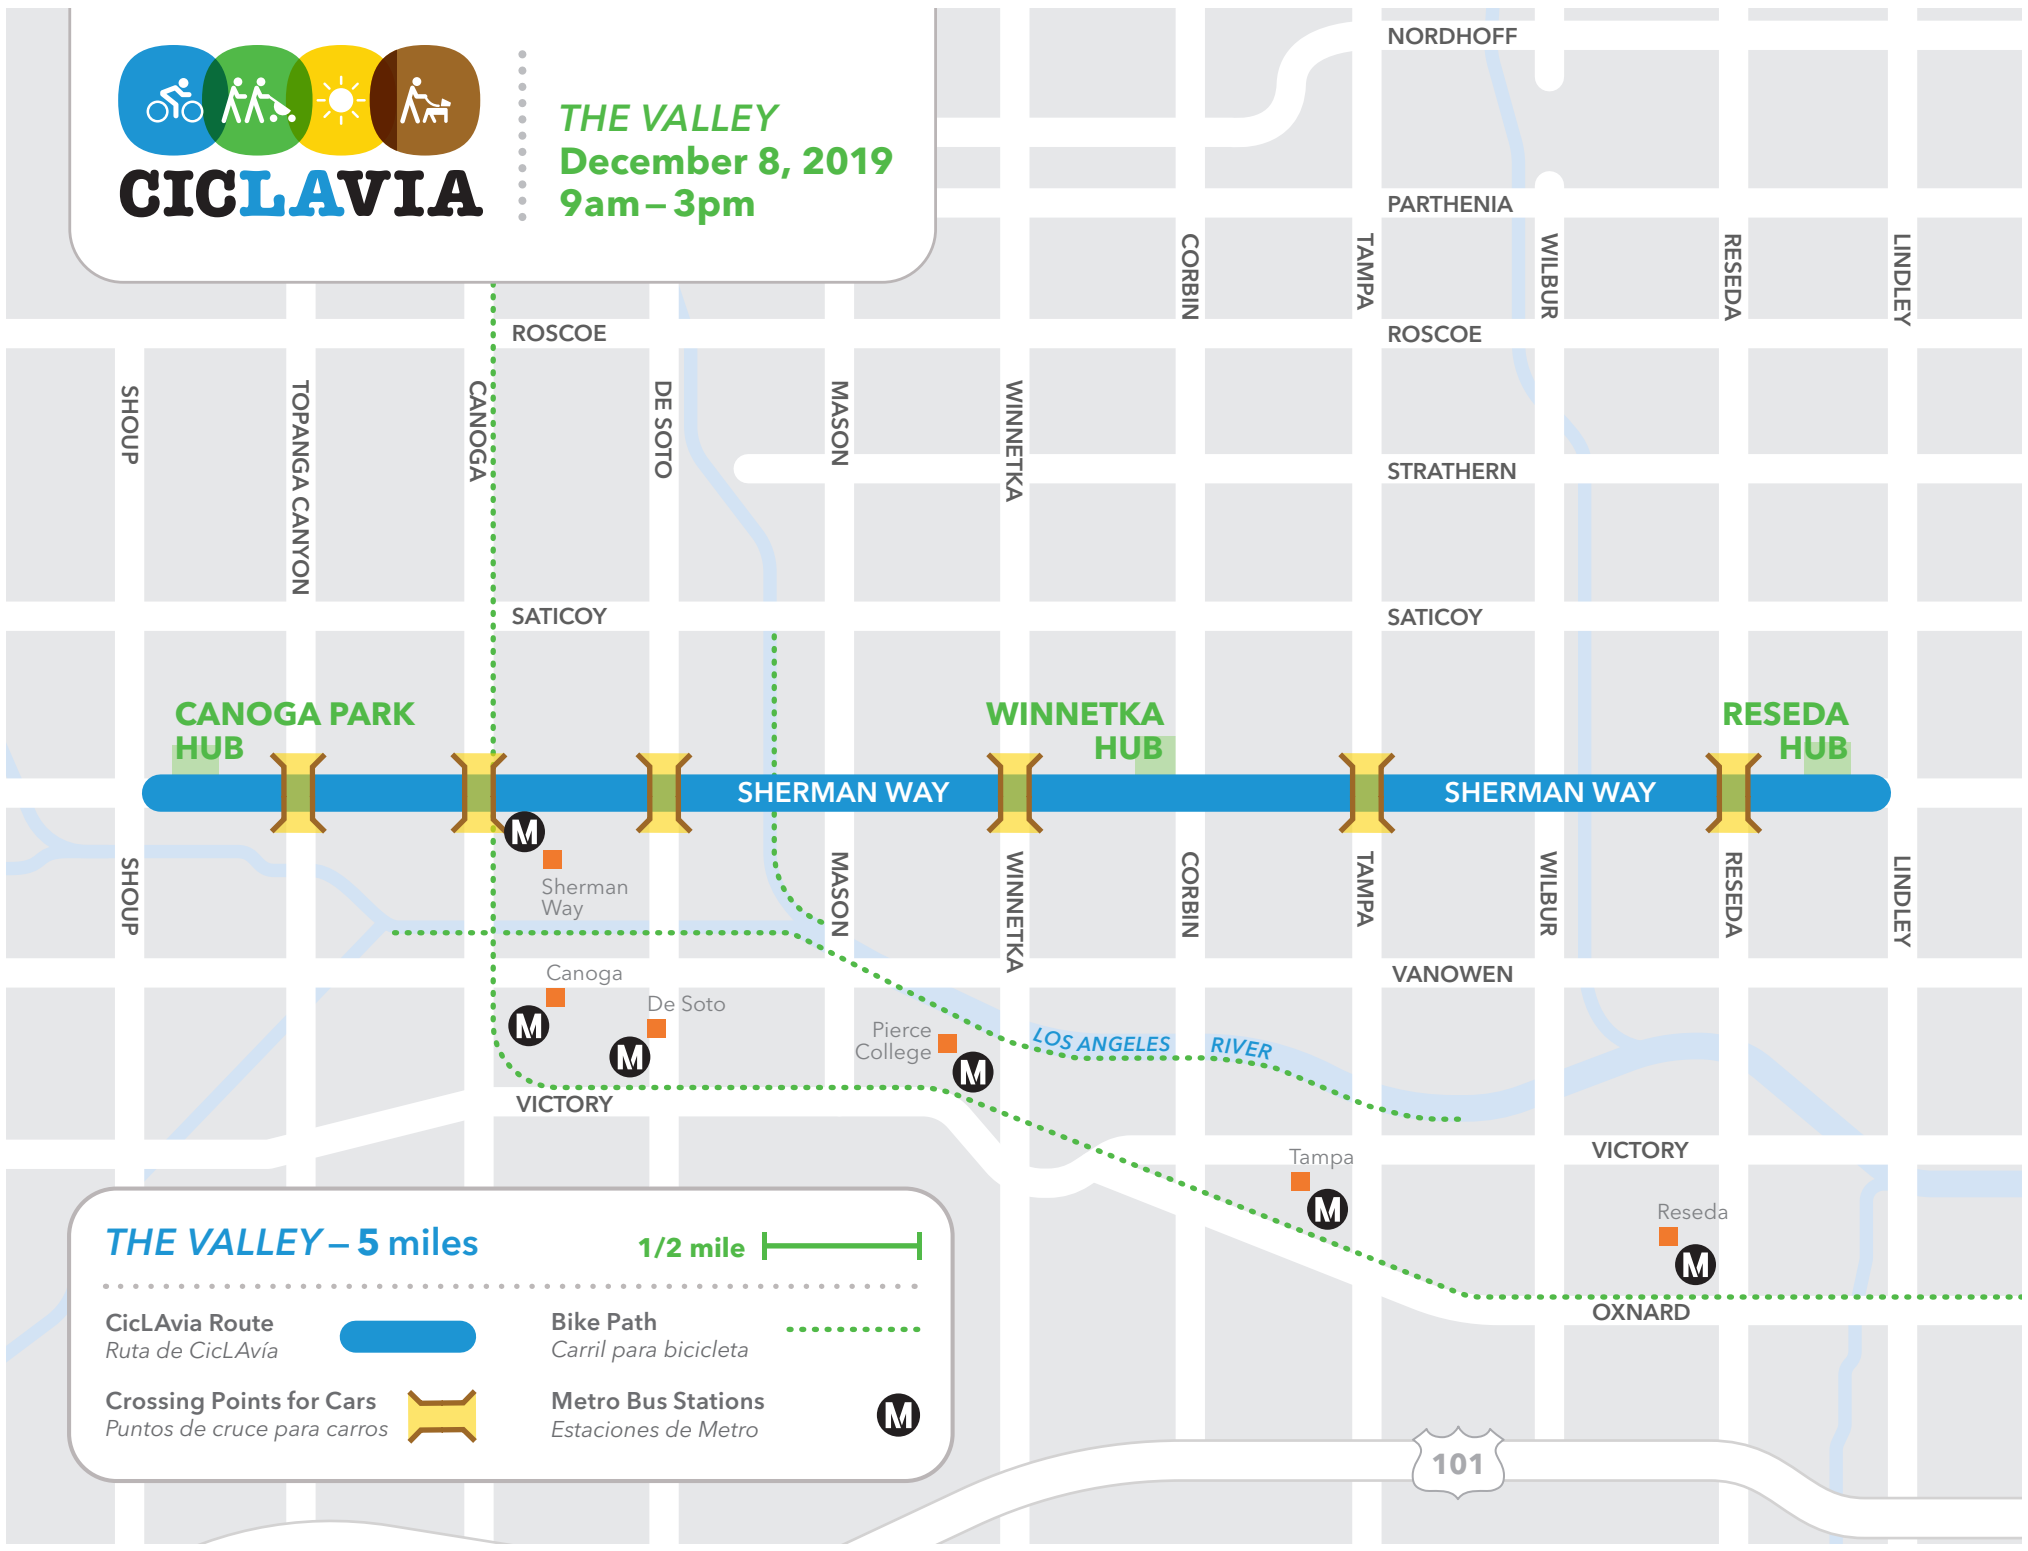 CICLAVIA
THE VALLEY
December 8, 2019
9am – 3pm
NORDHOFF
PARTHENIA
CORBIN
TAMPA
WILBUR
RESEDA
LINDLEY
ROSCOE
ROSCOE
SHOUP
TOPANGA CANYON
CANOGA
DE SOTO
MASON
WINNETKA
STRATHERN
SATICOY
SATICOY
CANOGA PARK
HUB
WINNETKA
HUB
RESEDA
HUB
SHERMAN WAY
SHERMAN WAY
M
Sherman
Way
SHOUP
MASON
WINNETKA
CORBIN
TAMPA
WILBUR
RESEDA
LINDLEY
VANOWEN
Canoga
M
De Soto
M
Pierce
College
M
LOS ANGELES RIVER
VICTORY
VICTORY
Tampa
M
Reseda
M
OXNARD
THE VALLEY – 5 miles
1/2 mile
CicLAvia Route
Ruta de CicLAvía
Bike Path
Carril para bicicleta
Crossing Points for Cars
Puntos de cruce para carros
Metro Bus Stations
Estaciones de Metro
M
101